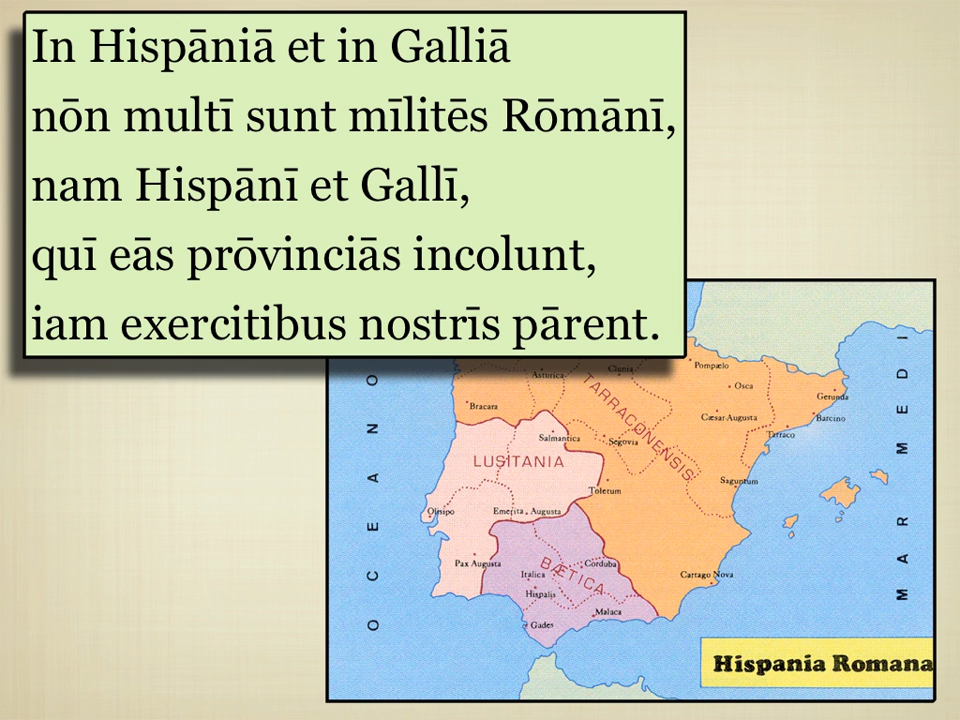 In Hispāniā et in Galliā
nōn multī sunt mīlitēs Rōmānī,
nam Hispānī et Gallī,
quī eās prōvinciās incolunt,
iam exercitibus nostrīs pārent.
Asturica
Clunia
Pompælo
Osca
Gerunda
Bracara
Cæsar-Augusta
Barcino
Tarraco
TARRACONENSIS
Salmantica
Segovia
LUSITANIA
Saguntum
Toletum
Olisipo
Emerita Augusta
Pax Augusta
BÆTICA
Corduba
Italica
Cartago Nova
Hispalis
Malaca
Gades
OCEANO
MAR MEDI
Hispania Romana